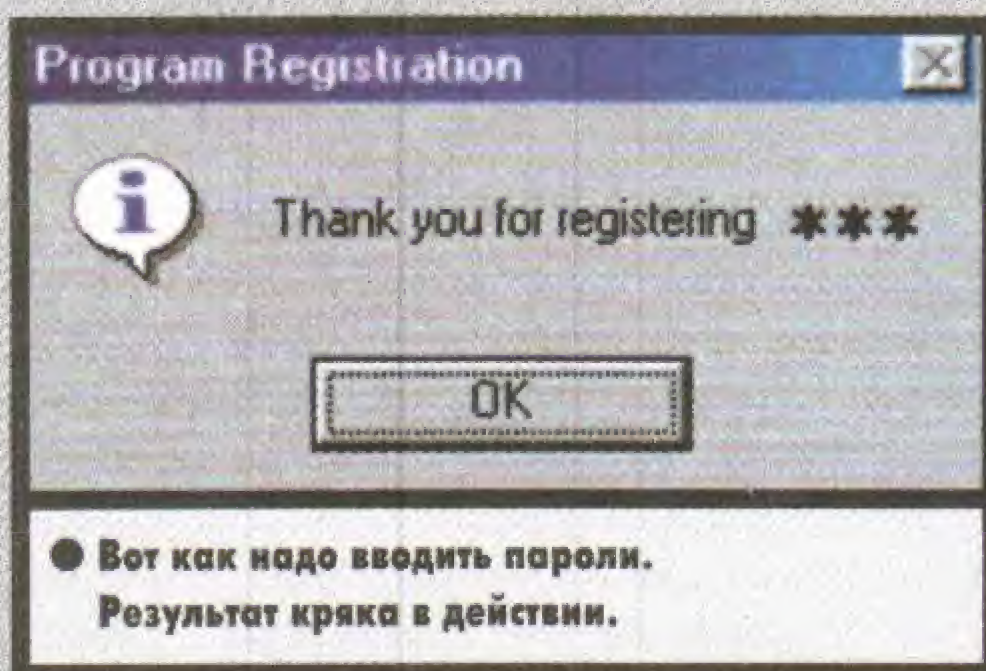 Program Registration
i
Thank you for registering ***
OK
● Вот как надо вводить пароли.
Результат кряка в действии.